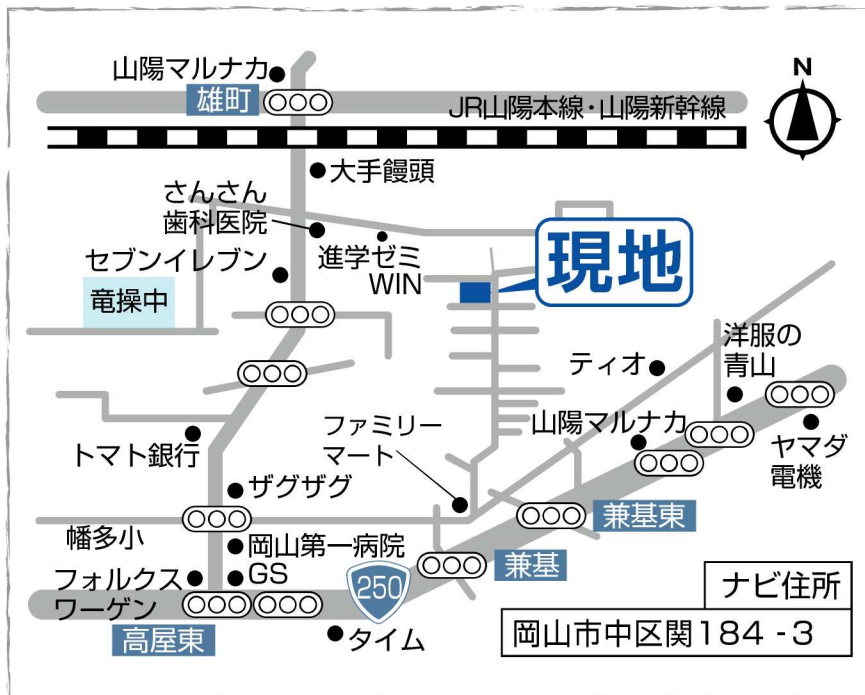 山陽マルナカ
雄町
JR山陽本線・山陽新幹線
N
大手饅頭
さんさん
歯科医院
進学ゼミ
WIN
セブンイレブン
現地
竜操中
洋服の
青山
ティオ
山陽マルナカ
ヤマダ
電機
ファミリー
マート
トマト銀行
ザグザグ
幡多小
岡山第一病院
兼基東
兼基
フォルクス
ワーゲン
GS
250
高屋東
タイム
ナビ住所
岡山市中区関184-3